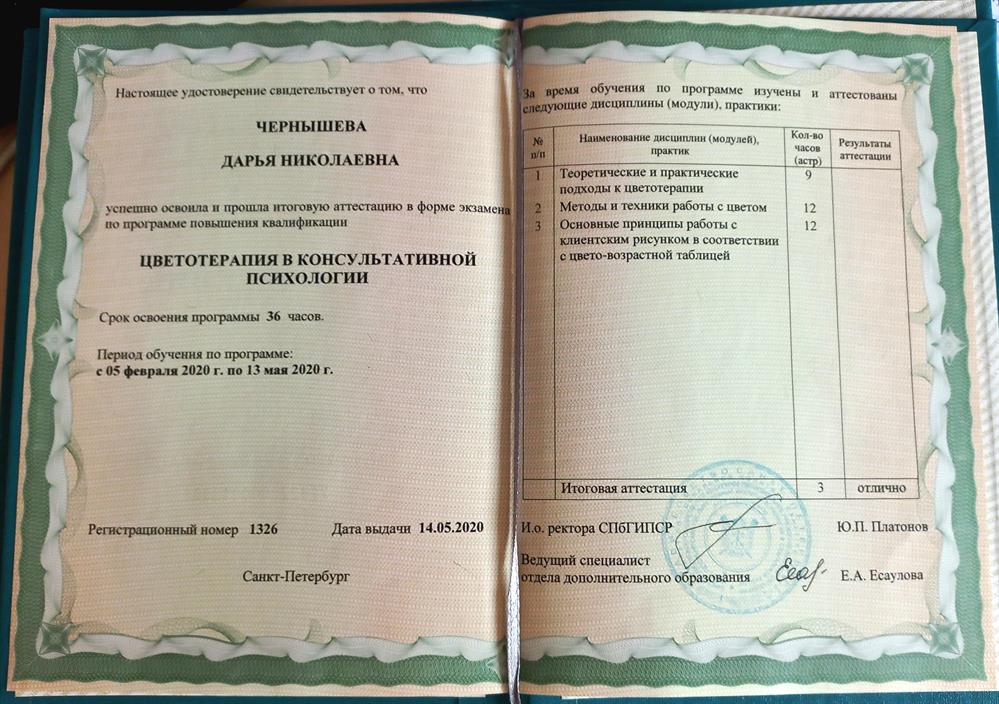 Настоящее удостоверение свидетельствует о том, что
ЧЕРНЫШЕВА
ДАРЬЯ НИКОЛАЕВНА
успешно освоила и прошла итоговую аттестацию в форме экзамена
по программе повышения квалификации
ЦВЕТОТЕРАПИЯ В КОНСУЛЬТАТИВНОЙ
ПСИХОЛОГИИ
Срок освоения программы 36 часов.
Период обучения по программе:
с 05 февраля 2020 г. по 13 мая 2020 г.
Регистрационный номер 1326 Дата выдачи 14.05.2020
Санкт-Петербург
За время обучения по программе изучены и аттестованы
следующие дисциплины (модули), практики:
№ п/п Наименование дисциплин (модулей), практик Кол-во часов (астр) Результаты аттестации
1 Теоретические и практические 9
подходы к цветотерапии
2 Методы и техники работы с цветом 12
3 Основные принципы работы с 12
клиентским рисунком в соответствии
с цвето-возрастной таблицей
Итоговая аттестация 3 отлично
И.о. ректора СПбГИПСР Ю.П. Платонов
Ведущий специалист
отдела дополнительного образования Е.А. Есаулова